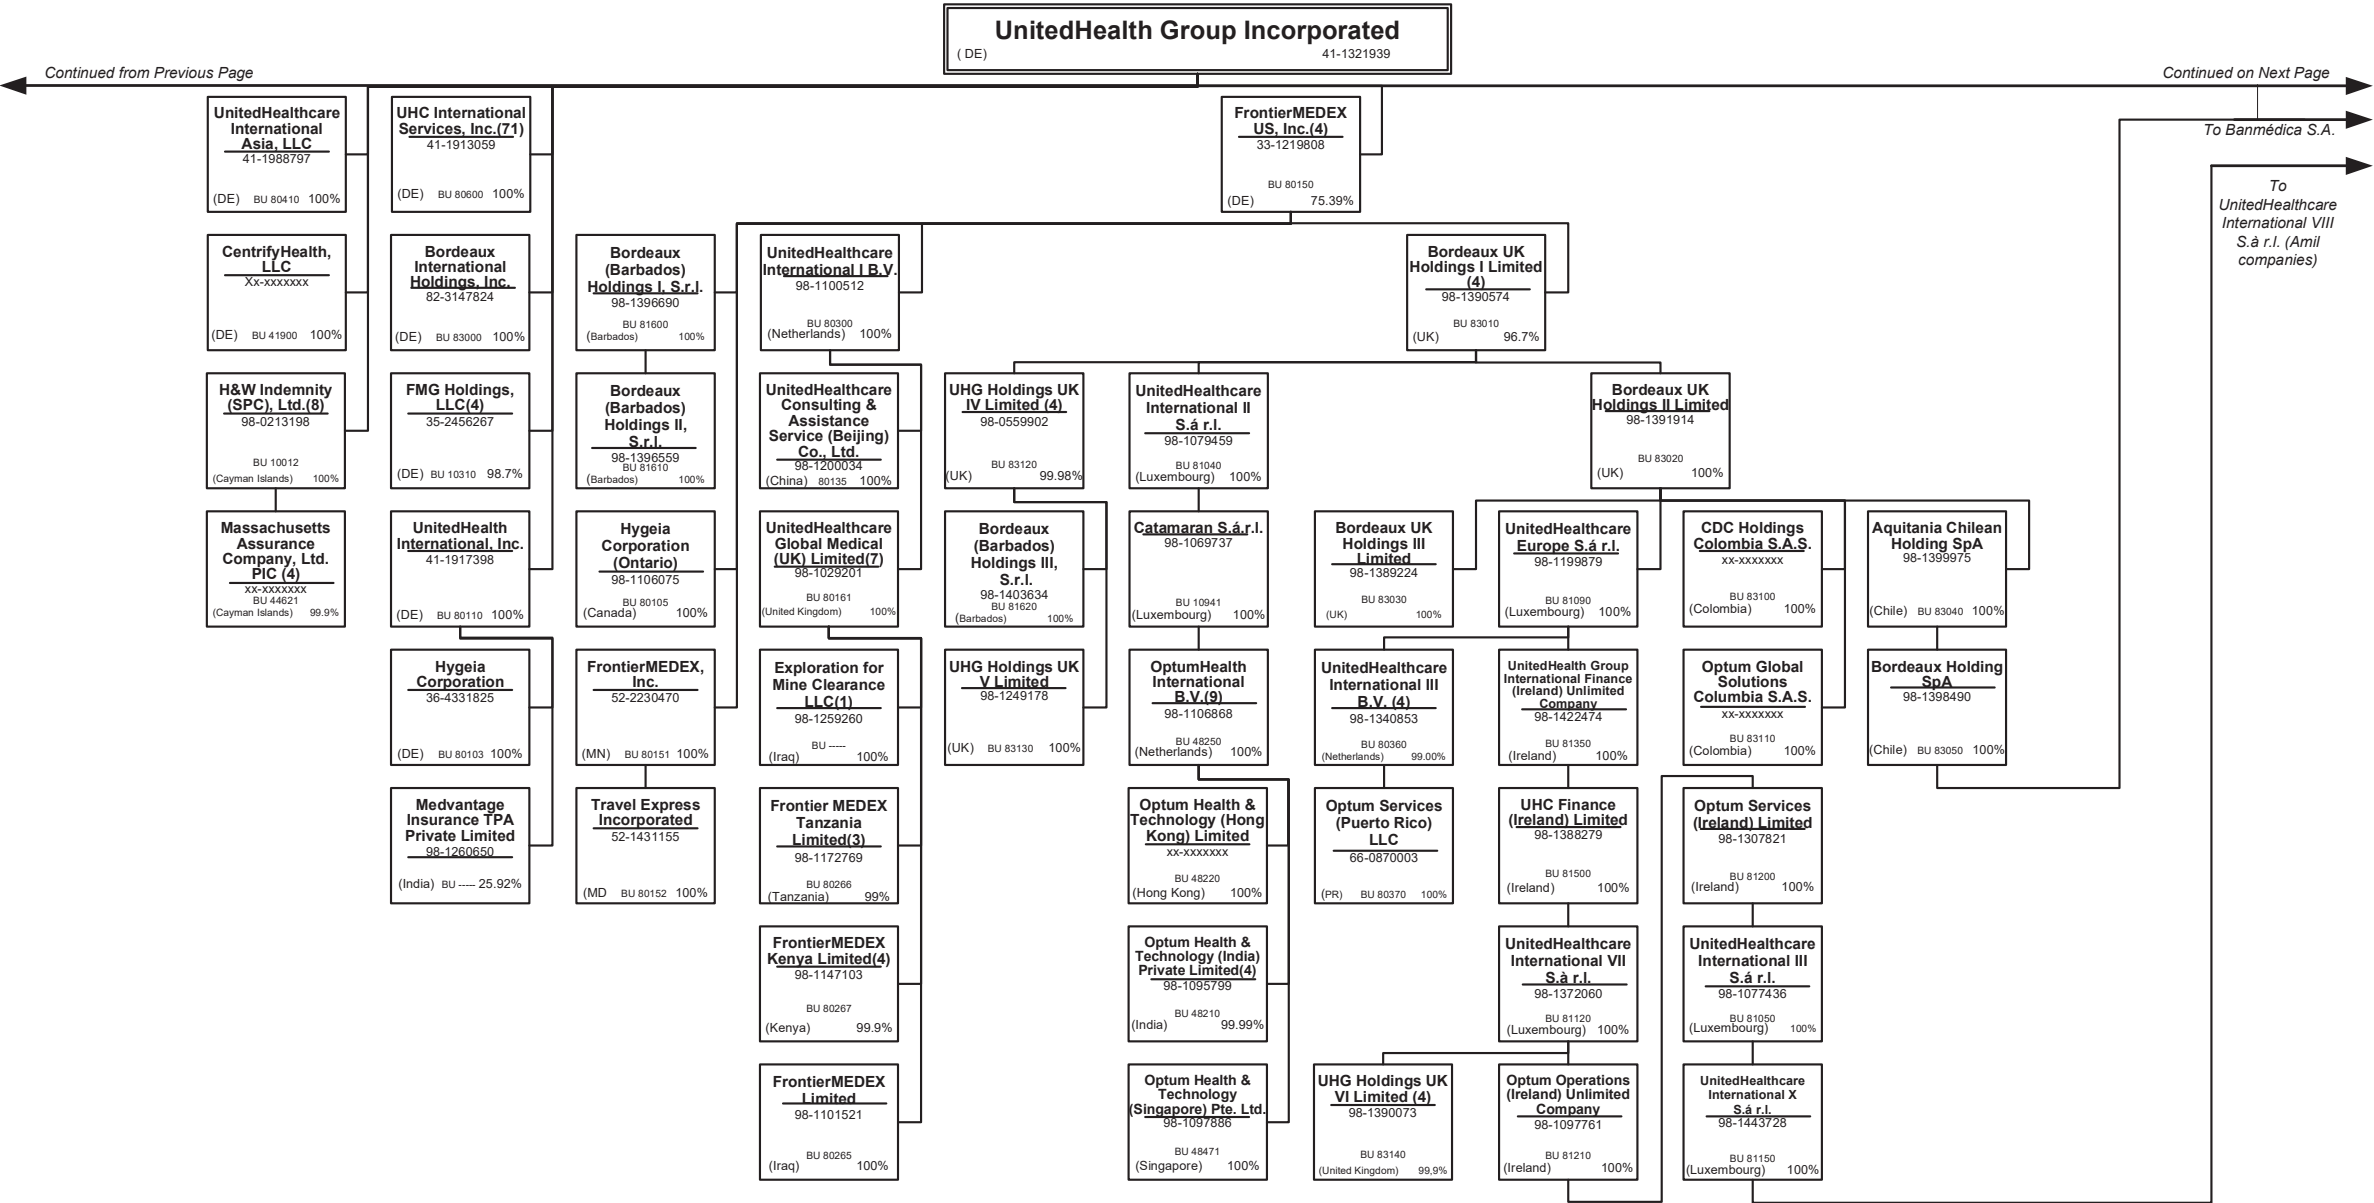 UnitedHealth Group Incorporated
( DE) 41-1321939
Continued from Previous Page
Continued on Next Page
To Banmédica S.A.
To
UnitedHealthcare
International VIII
S.à r.l. (Amil
companies)
UnitedHealthcare
International
Asia, LLC
41-1988797
(DE) BU 80410 100%
UHC International
Services, Inc.(71)
41-1913059
(DE) BU 80600 100%
FrontierMEDEX
US, Inc.(4)
33-1219808
BU 80150
(DE) 75.39%
CentrifyHealth,
LLC
Xx-xxxxxxx
(DE) BU 41900 100%
Bordeaux
International
Holdings, Inc.
82-3147824
(DE) BU 83000 100%
Bordeaux
(Barbados)
Holdings I, S.r.l.
98-1396690
BU 81600
(Barbados) 100%
UnitedHealthcare
International I B.V.
98-1100512
BU 80300
(Netherlands) 100%
Bordeaux UK
Holdings I Limited
(4)
98-1390574
BU 83010
(UK) 96.7%
H&W Indemnity
(SPC), Ltd.(8)
98-0213198
BU 10012
(Cayman Islands) 100%
FMG Holdings,
LLC(4)
35-2456267
(DE) BU 10310 98.7%
Bordeaux
(Barbados)
Holdings II,
S.r.l.
98-1396559
BU 81610
(Barbados) 100%
UnitedHealthcare
Consulting &
Assistance
Service (Beijing)
Co., Ltd.
98-1200034
(China) 80135 100%
UHG Holdings UK
IV Limited (4)
98-0559902
BU 83120
(UK) 99.98%
UnitedHealthcare
International II
S.á r.l.
98-1079459
BU 81040
(Luxembourg) 100%
Bordeaux UK
Holdings II Limited
98-1391914
BU 83020
(UK) 100%
Massachusetts
Assurance
Company, Ltd.
PIC (4)
xx-xxxxxxx
BU 44621
(Cayman Islands) 99.9%
UnitedHealth
International, Inc.
41-1917398
(DE) BU 80110 100%
Hygeia
Corporation
(Ontario)
98-1106075
BU 80105
(Canada) 100%
UnitedHealthcare
Global Medical
(UK) Limited(7)
98-1029201
BU 80161
(United Kingdom) 100%
Bordeaux
(Barbados)
Holdings III,
S.r.l.
98-1403634
BU 81620
(Barbados) 100%
Catamaran S.á.r.l.
98-1069737
BU 10941
(Luxembourg) 100%
Bordeaux UK
Holdings III
Limited
98-1389224
BU 83030
(UK) 100%
UnitedHealthcare
Europe S.á r.l.
98-1199879
BU 81090
(Luxembourg) 100%
CDC Holdings
Colombia S.A.S.
xx-xxxxxxx
BU 83100
(Colombia) 100%
Aquitania Chilean
Holding SpA
98-1399975
(Chile) BU 83040 100%
Hygeia
Corporation
36-4331825
(DE) BU 80103 100%
FrontierMEDEX,
Inc.
52-2230470
(MN) BU 80151 100%
Exploration for
Mine Clearance
LLC(1)
98-1259260
BU -----
(Iraq) 100%
UHG Holdings UK
V Limited
98-1249178
(UK) BU 83130 100%
OptumHealth
International
B.V.(9)
98-1106868
BU 48250
(Netherlands) 100%
UnitedHealthcare
International III
B.V. (4)
98-1340853
BU 80360
(Netherlands) 99.00%
UnitedHealth Group
International Finance
(Ireland) Unlimited
Company
98-1422474
BU 81350
(Ireland) 100%
Optum Global
Solutions
Columbia S.A.S.
xx-xxxxxxx
BU 83110
(Colombia) 100%
Bordeaux Holding
SpA
98-1398490
(Chile) BU 83050 100%
Medvantage
Insurance TPA
Private Limited
98-1260650
(India) BU ----- 25.92%
Travel Express
Incorporated
52-1431155
(MD BU 80152 100%
Frontier MEDEX
Tanzania
Limited(3)
98-1172769
BU 80266
(Tanzania) 99%
Optum Health &
Technology (Hong
Kong) Limited
xx-xxxxxxx
BU 48220
(Hong Kong) 100%
Optum Services
(Puerto Rico)
LLC
66-0870003
(PR) BU 80370 100%
UHC Finance
(Ireland) Limited
98-1388279
BU 81500
(Ireland) 100%
Optum Services
(Ireland) Limited
98-1307821
BU 81200
(Ireland) 100%
FrontierMEDEX
Kenya Limited(4)
98-1147103
BU 80267
(Kenya) 99.9%
Optum Health &
Technology (India)
Private Limited(4)
98-1095799
BU 48210
(India) 99.99%
UnitedHealthcare
International VII
S.à r.l.
98-1372060
BU 81120
(Luxembourg) 100%
UnitedHealthcare
International III
S.á r.l.
98-1077436
BU 81050
(Luxembourg) 100%
FrontierMEDEX
Limited
98-1101521
BU 80265
(Iraq) 100%
Optum Health &
Technology
(Singapore) Pte. Ltd.
98-1097886
BU 48471
(Singapore) 100%
UHG Holdings UK
VI Limited (4)
98-1390073
BU 83140
(United Kingdom) 99,9%
Optum Operations
(Ireland) Unlimited
Company
98-1097761
BU 81210
(Ireland) 100%
UnitedHealthcare
International X
S.á r.l.
98-1443728
BU 81150
(Luxembourg) 100%